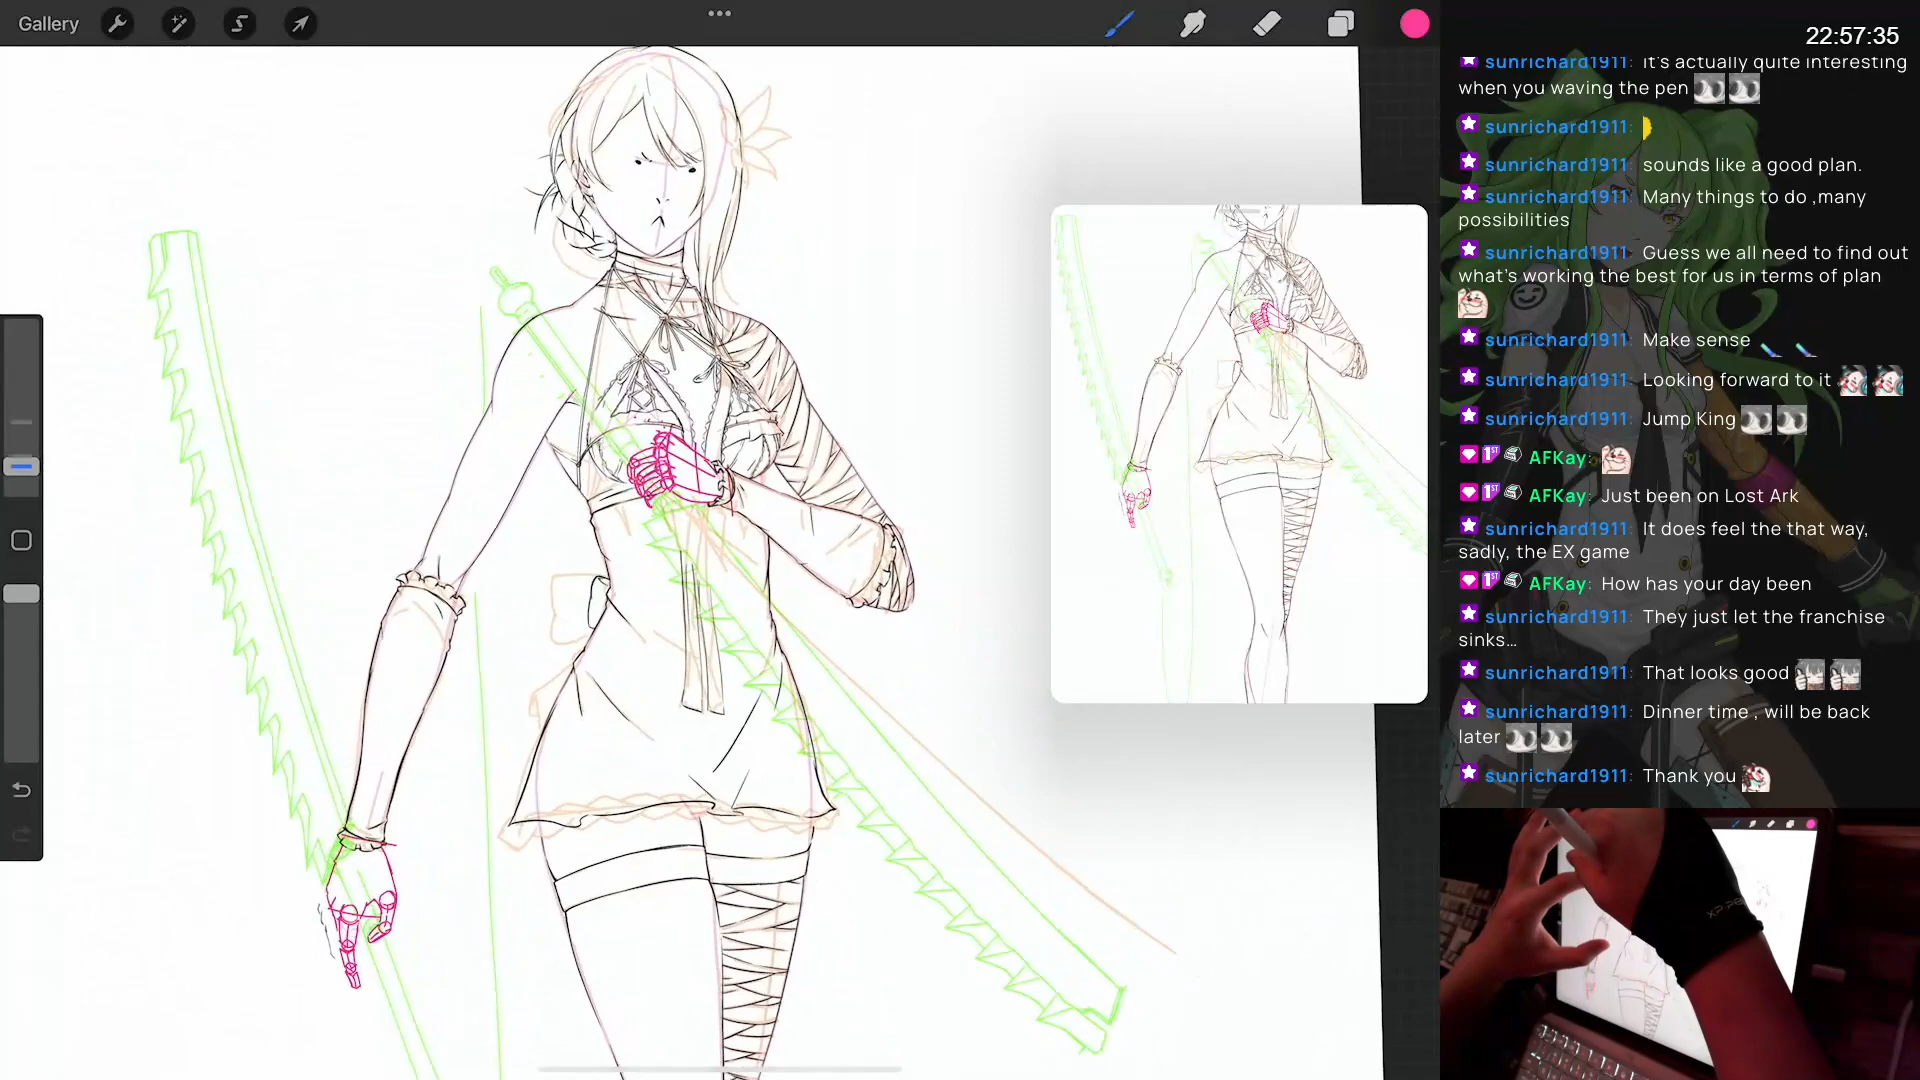 Gallery
22:57:35
sunrichard1911: it's actually quite interesting
when you waving the pen
sunrichard1911:
sunrichard1911: sounds like a good plan.
sunrichard1911: Many things to do ,many
possibilities
sunrichard1911: Guess we all need to find out
what's working the best for us in terms of plan
sunrichard1911: Make sense
sunrichard1911: Looking forward to it
sunrichard1911: Jump King
1ST AFKay:
1ST AFKay: Just been on Lost Ark
sunrichard1911: It does feel the that way,
sadly, the EX game
1ST AFKay: How has your day been
sunrichard1911: They just let the franchise
sinks…
sunrichard1911: That looks good
sunrichard1911: Dinner time , will be back
later
sunrichard1911: Thank you